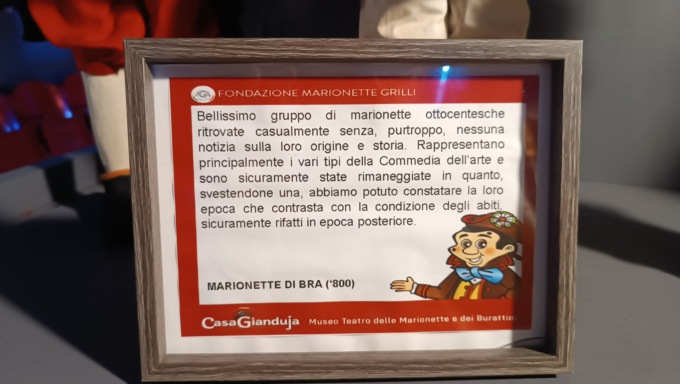 FONDAZIONE MARIONETTE GRILLI
Bellissimo gruppo di marionette ottocentesche
ritrovate casualmente senza, purtroppo, nessuna
notizia sulla loro origine e storia. Rappresentano
principalmente i vari tipi della Commedia dell'arte e
sono sicuramente state rimaneggiate in quanto,
svestendone una, abbiamo potuto constatare la loro
epoca che contrasta con la condizione degli abiti,
sicuramente rifatti in epoca posteriore.
MARIONETTE DI BRA ('800)
CasaGianduja Museo Teatro delle Marionette e dei Burattin